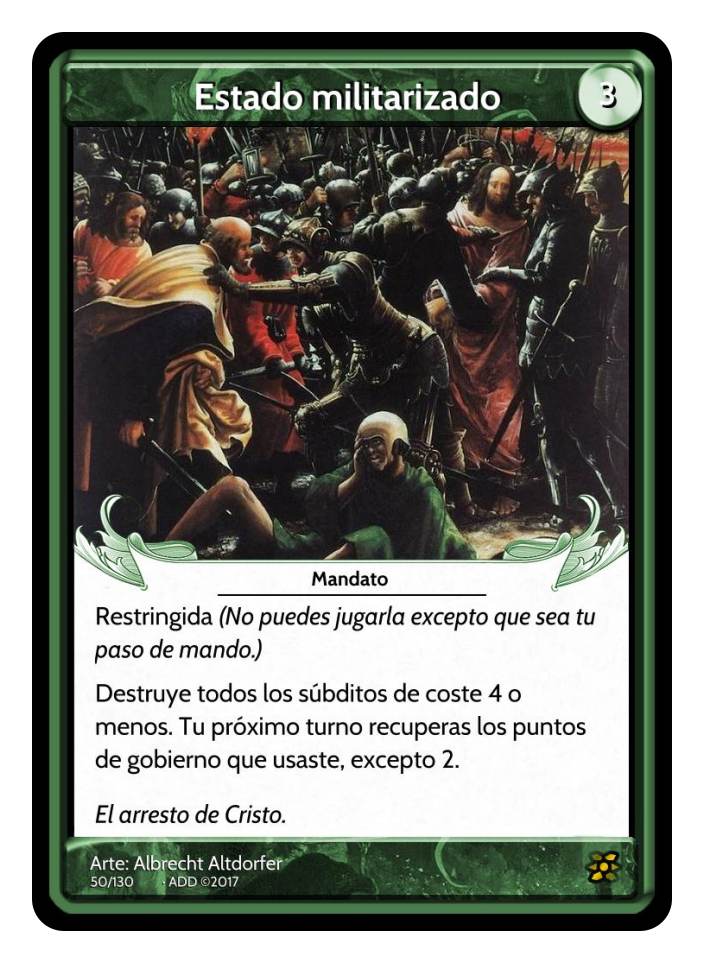 Estado militarizado
3
Mandato
Restringida (No puedes jugarla excepto que sea tu
paso de mando.)
Destruye todos los súbditos de coste 4 o
menos. Tu próximo turno recuperas los puntos
de gobierno que usaste, excepto 2.
El arresto de Cristo.
Arte: Albrecht Altdorfer
50/130 · ADD ©2017